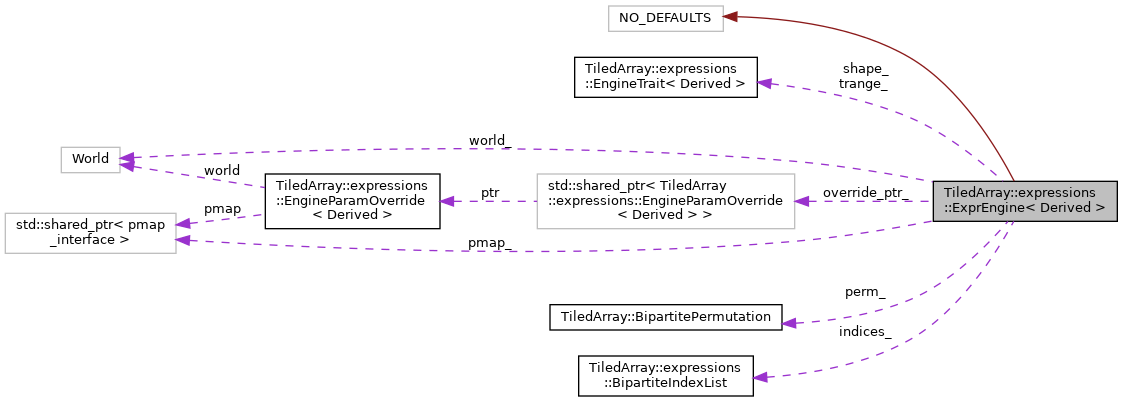 NO_DEFAULTS
TiledArray::expressions
::EngineTrait< Derived >
shape_
trange_
world_
World
world
TiledArray::expressions
::EngineParamOverride
< Derived >
ptr
std::shared_ptr< TiledArray
::expressions::EngineParamOverride
< Derived > >
override_ptr_
TiledArray::expressions
::ExprEngine< Derived >
pmap
std::shared_ptr< pmap
_interface >
pmap_
perm_
TiledArray::BipartitePermutation
indices_
TiledArray::expressions
::BipartiteIndexList